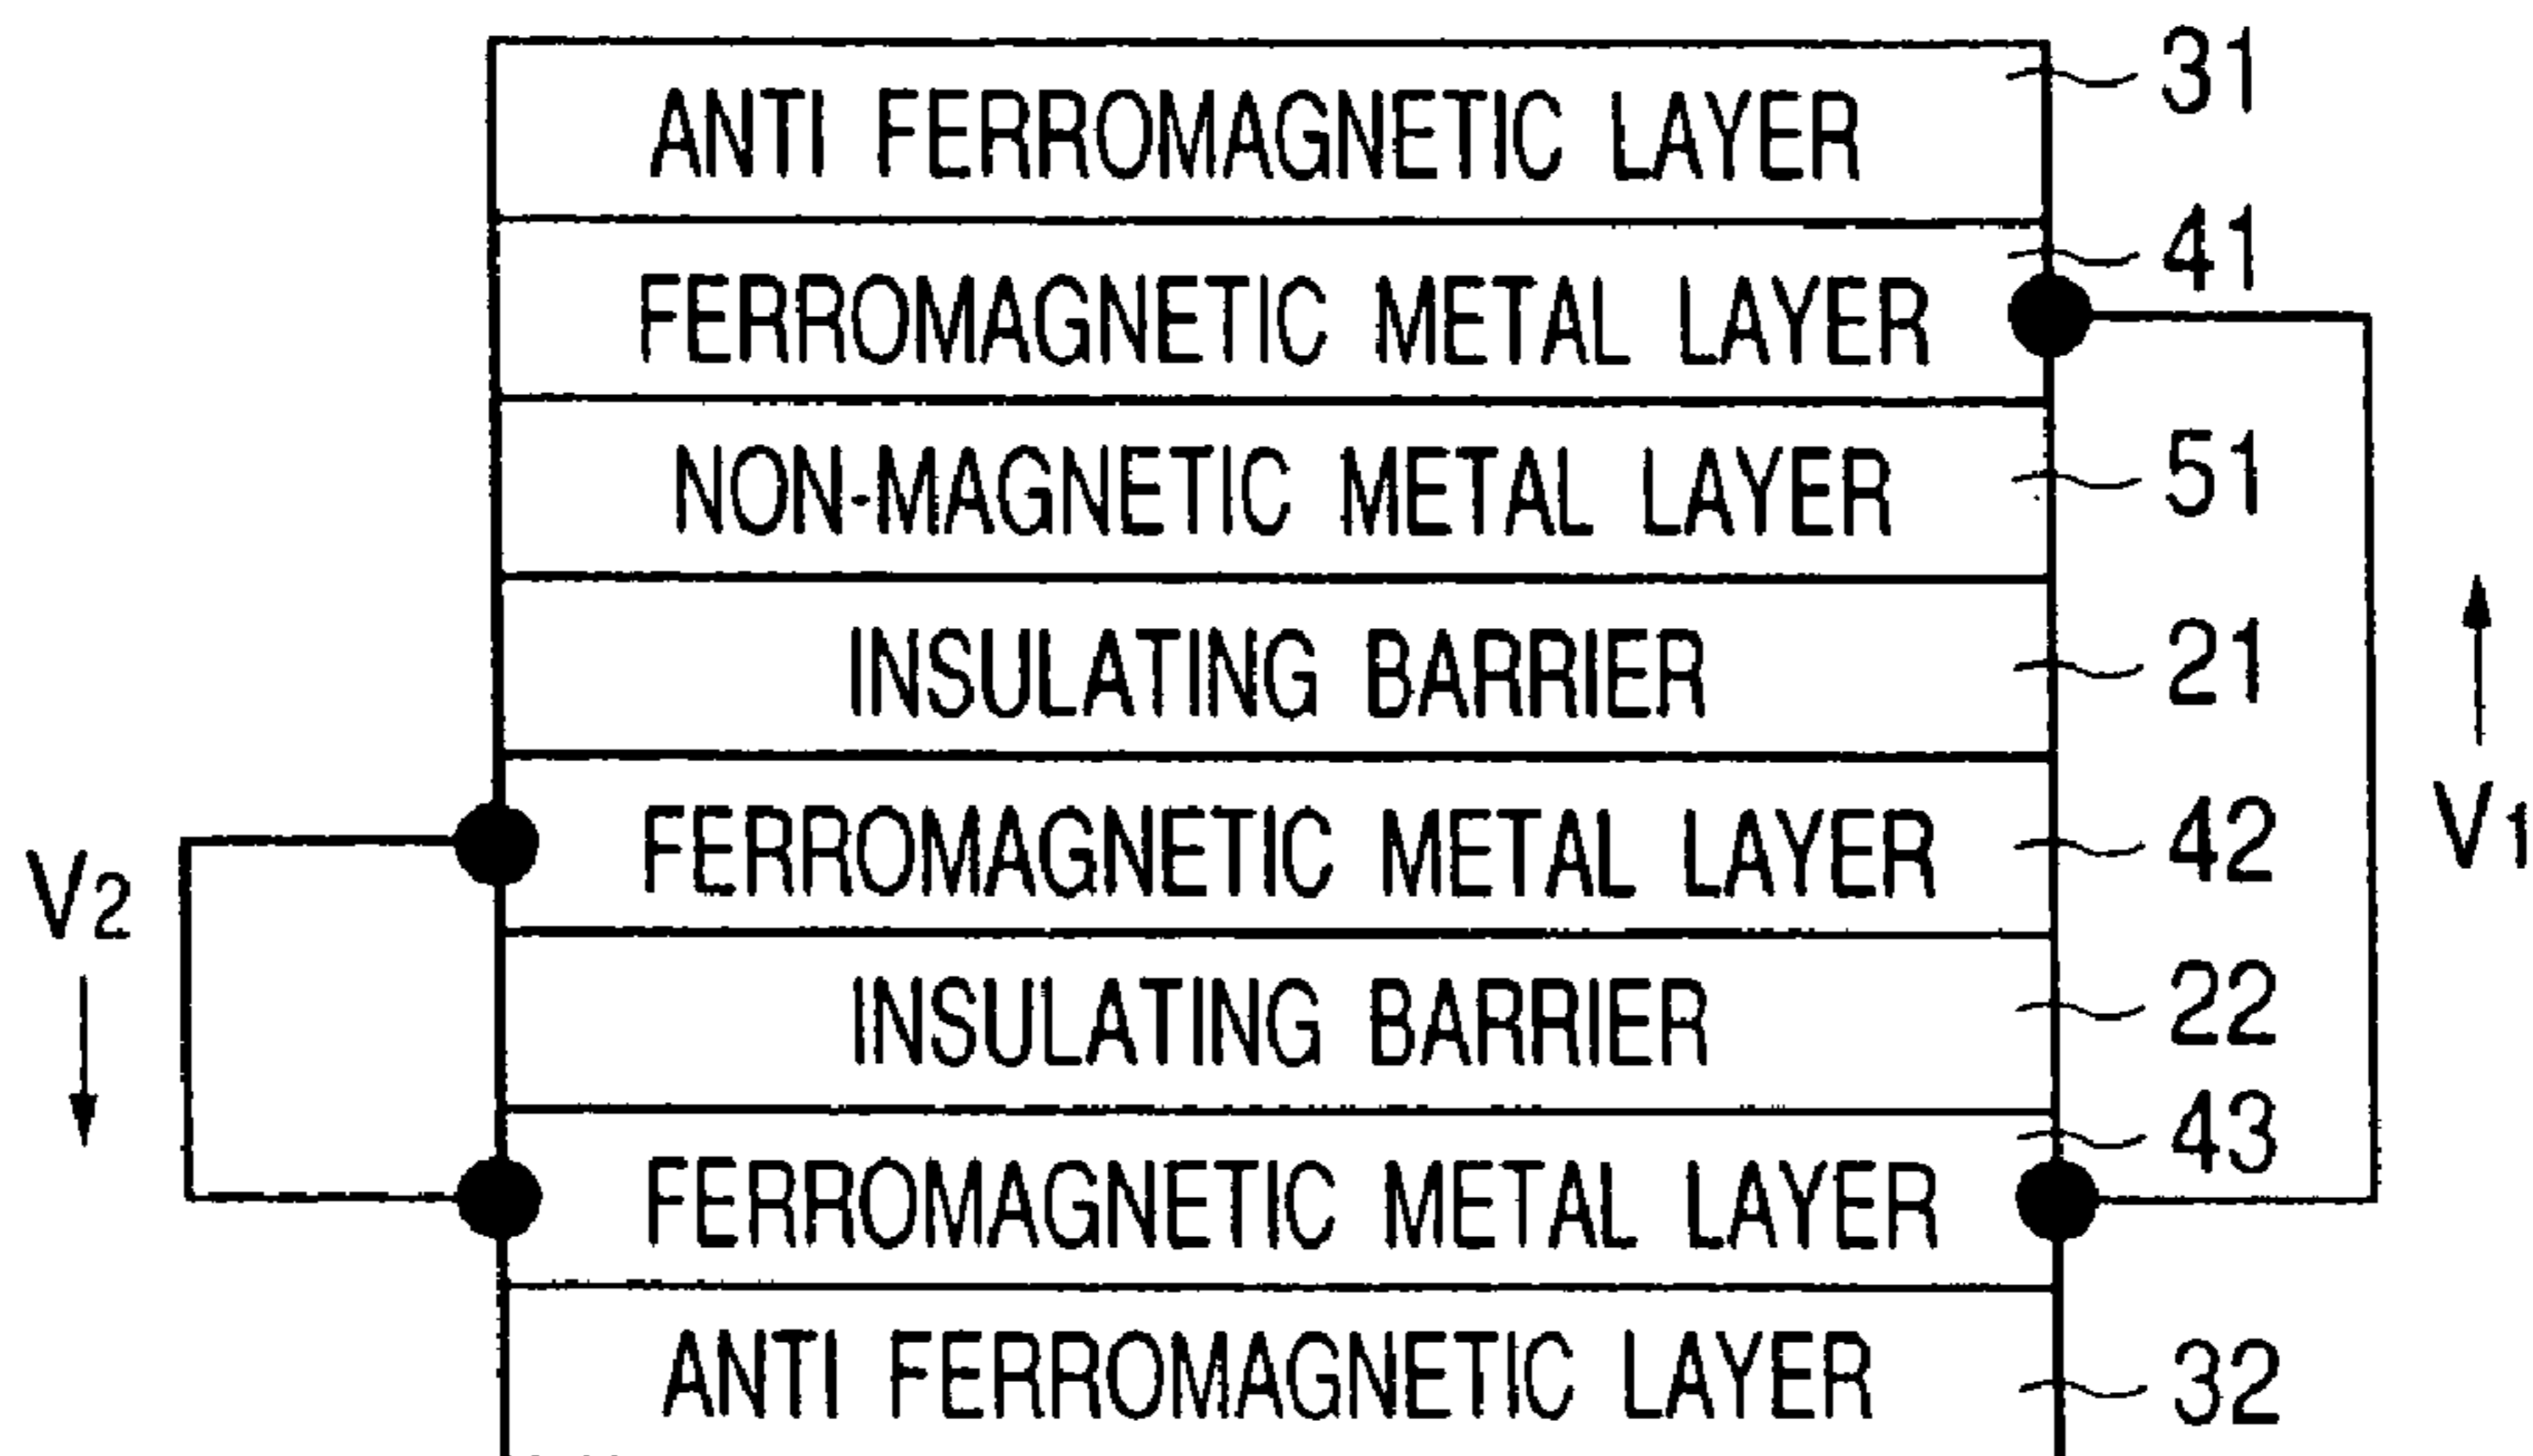 ANTI FERROMAGNETIC LAYER 31
FERROMAGNETIC METAL LAYER 41
NON-MAGNETIC METAL LAYER 51
INSULATING BARRIER 21
FERROMAGNETIC METAL LAYER 42
V1
V2
INSULATING BARRIER 22
FERROMAGNETIC METAL LAYER 43
ANTI FERROMAGNETIC LAYER 32